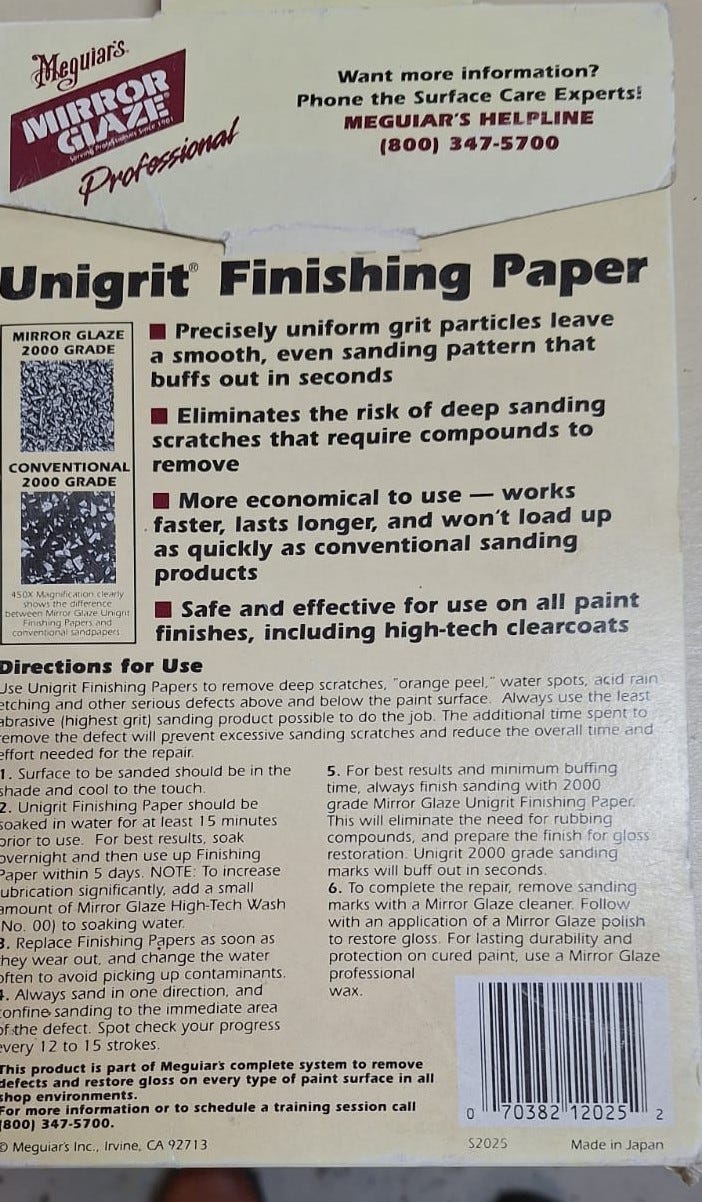 Meguiar's
MIRROR
GLAZE®
Serving Professionals Since 1901
Professional
Want more information?
Phone the Surface Care Experts!
MEGUIAR'S HELPLINE
(800) 347-5700
Unigrit® Finishing Paper
MIRROR GLAZE
2000 GRADE
CONVENTIONAL
2000 GRADE
450X Magnification clearly
shows the difference
between Mirror Glaze Unigrit
Finishing Papers and
conventional sandpapers
■ Precisely uniform grit particles leave
a smooth, even sanding pattern that
buffs out in seconds
■ Eliminates the risk of deep sanding
scratches that require compounds to
remove
■ More economical to use — works
faster, lasts longer, and won't load up
as quickly as conventional sanding
products
■ Safe and effective for use on all paint
finishes, including high-tech clearcoats
Directions for Use
Use Unigrit Finishing Papers to remove deep scratches, "orange peel," water spots, acid rain
etching and other serious defects above and below the paint surface. Always use the least
abrasive (highest grit) sanding product possible to do the job. The additional time spent to
remove the defect will prevent excessive sanding scratches and reduce the overall time and
effort needed for the repair.
1. Surface to be sanded should be in the
shade and cool to the touch.
2. Unigrit Finishing Paper should be
soaked in water for at least 15 minutes
prior to use. For best results, soak
overnight and then use up Finishing
Paper within 5 days. NOTE: To increase
lubrication significantly, add a small
amount of Mirror Glaze High-Tech Wash
(No. 00) to soaking water.
3. Replace Finishing Papers as soon as
they wear out, and change the water
often to avoid picking up contaminants.
4. Always sand in one direction, and
confine sanding to the immediate area
of the defect. Spot check your progress
every 12 to 15 strokes.
5. For best results and minimum buffing
time, always finish sanding with 2000
grade Mirror Glaze Unigrit Finishing Paper.
This will eliminate the need for rubbing
compounds, and prepare the finish for gloss
restoration. Unigrit 2000 grade sanding
marks will buff out in seconds.
6. To complete the repair, remove sanding
marks with a Mirror Glaze cleaner. Follow
with an application of a Mirror Glaze polish
to restore gloss. For lasting durability and
protection on cured paint, use a Mirror Glaze
professional
wax.
This product is part of Meguiar's complete system to remove
defects and restore gloss on every type of paint surface in all
shop environments.
For more information or to schedule a training session call
(800) 347-5700.
© Meguiar's Inc., Irvine, CA 92713
0 70382 12025 2
S2025
Made in Japan